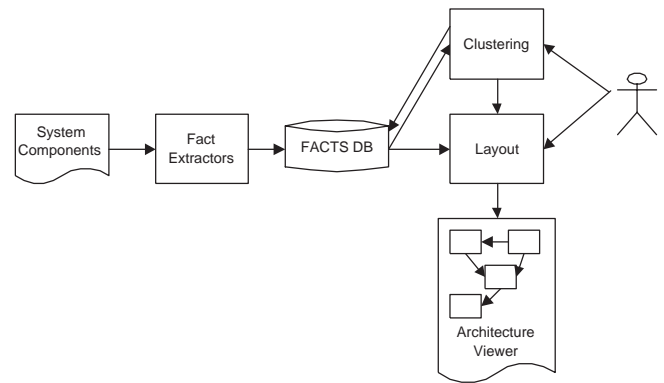 Clustering
System
Components
Fact
Extractors
FACTS DB
Layout
Architecture
Viewer